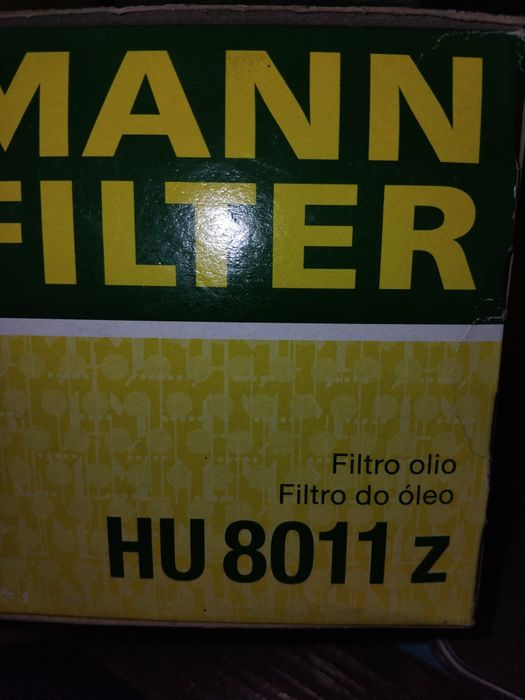 MANN
FILTER
Filtro olio
Filtro do óleo
HU 8011 z